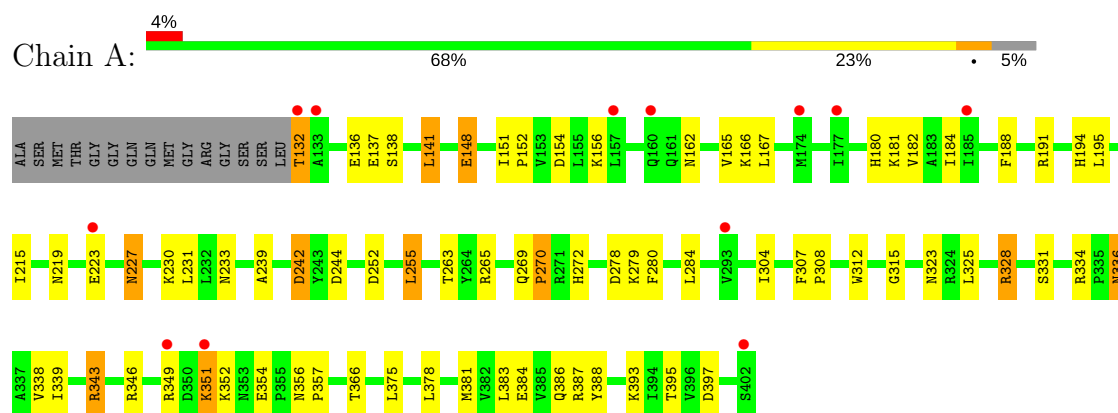 4%
Chain A:
68% 23% • 5%
ALA SER MET THR GLY GLY GLN GLN MET GLY ARG GLY SER SER LEU T132 A133 E136 E137 S138 L141 E148 I151 P152 V153 D154 L155 K156 L157 Q160 Q161 N162 V165 K166 L167 M174 I177 H180 K181 V182 A183 I184 I185 F188 R191 H194 L195
I215 N219 E223 N227 K230 L231 L232 N233 A239 D242 Y243 D244 D252 L255 T263 Y264 R265 Q269 P270 R271 H272 D278 K279 F280 L284 V293 I304 F307 P308 W312 G315 N323 R324 L325 R328 S331 R334 P335 N336
A337 V338 I339 R343 R346 R349 D350 K351 K352 N353 E354 P355 N356 P357 T366 L375 L378 M381 V382 L383 E384 V385 Q386 R387 Y388 K393 I394 T395 V396 D397 S402